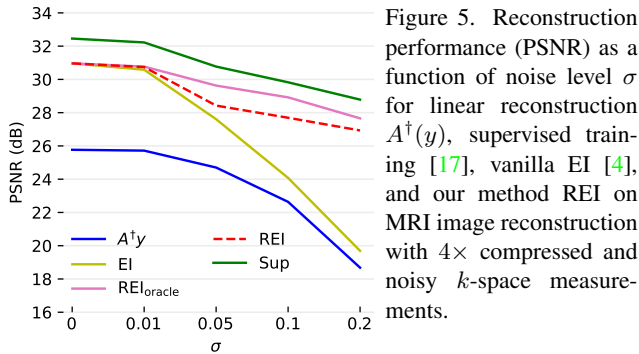 34
32
30
28
26
24
22
20
18
16
PSNR (dB)
A†y
EI
REIoracle
REI
Sup
0 0.01 0.05 0.1 0.2
σ
Figure 5. Reconstruction
performance (PSNR) as a
function of noise level σ
for linear reconstruction
A†(y), supervised train-
ing [17], vanilla EI [4],
and our method REI on
MRI image reconstruction
with 4× compressed and
noisy k-space measure-
ments.